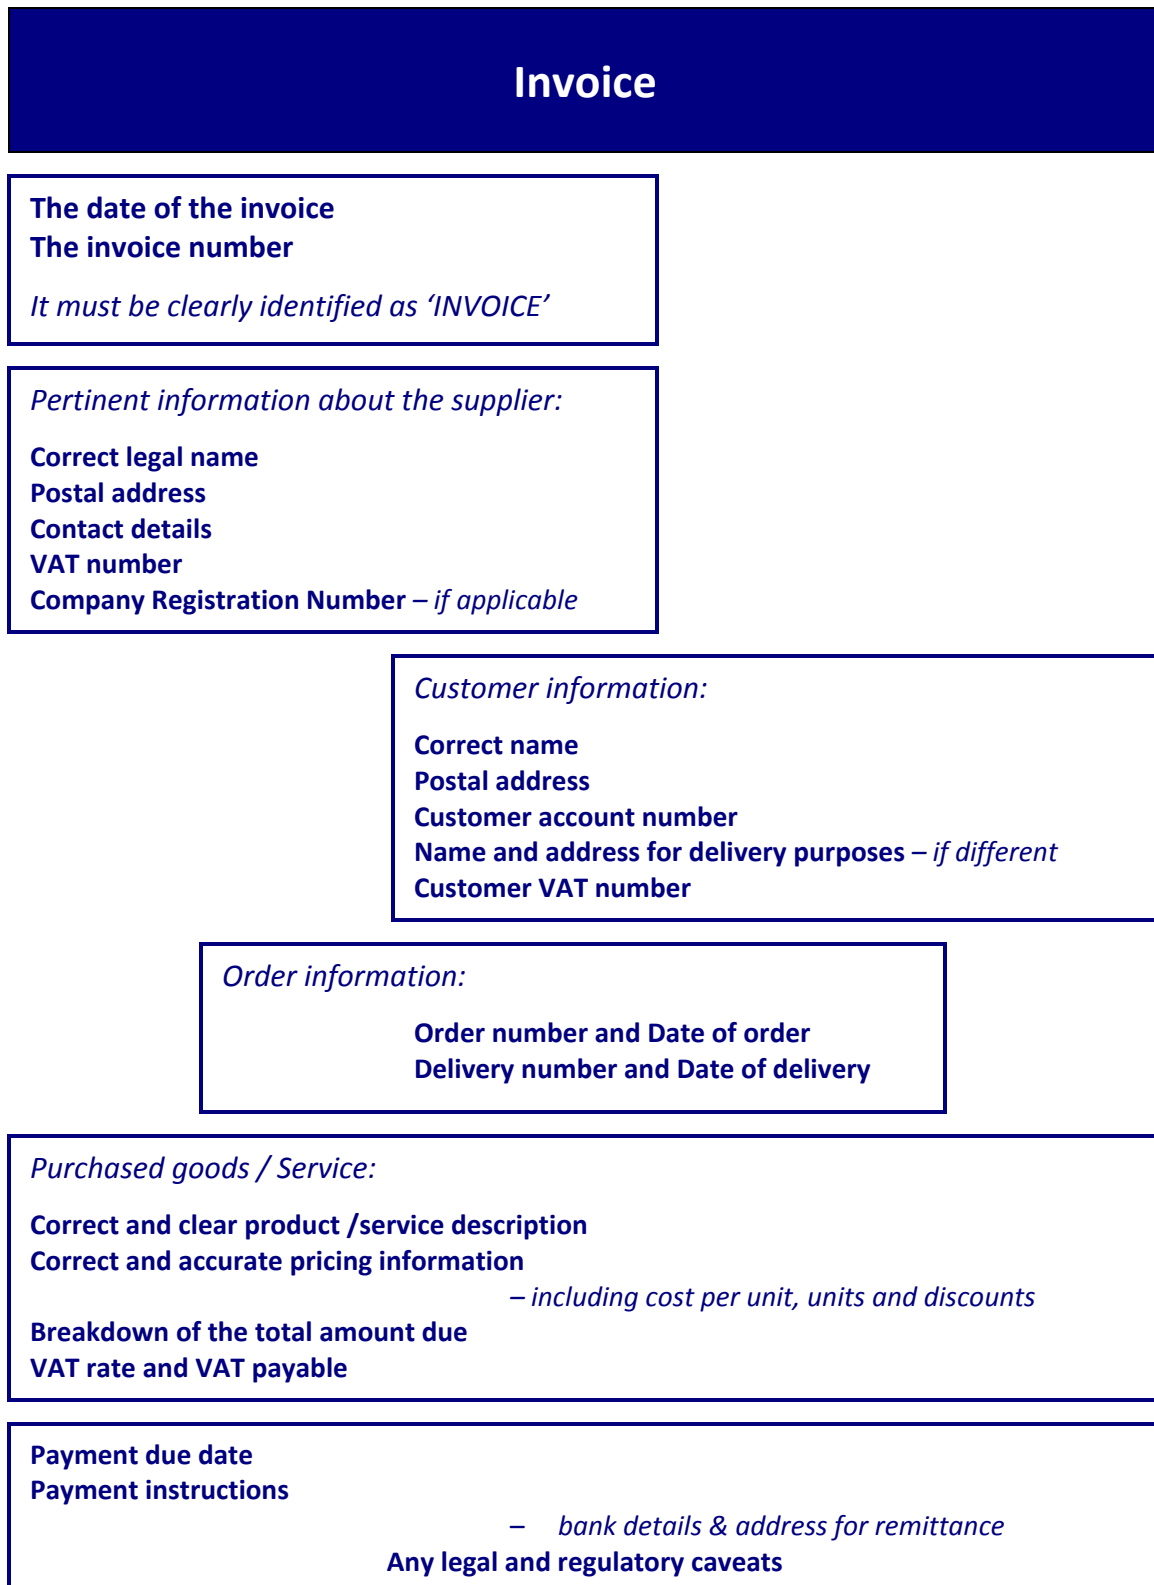 Invoice
The date of the invoice
The invoice number
It must be clearly identified as ‘INVOICE’
Pertinent information about the supplier:
Correct legal name
Postal address
Contact details
VAT number
Company Registration Number – if applicable
Customer information:
Correct name
Postal address
Customer account number
Name and address for delivery purposes – if different
Customer VAT number
Order information:
Order number and Date of order
Delivery number and Date of delivery
Purchased goods / Service:
Correct and clear product /service description
Correct and accurate pricing information
– including cost per unit, units and discounts
Breakdown of the total amount due
VAT rate and VAT payable
Payment due date
Payment instructions
– bank details & address for remittance
Any legal and regulatory caveats